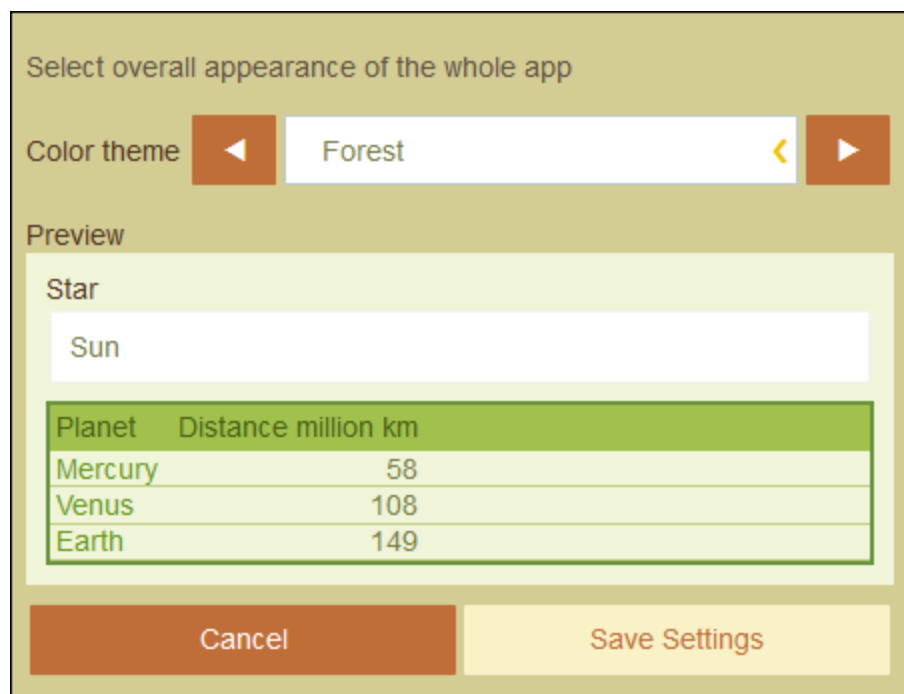 Select overall appearance of the whole app
Color theme ◀ Forest ❮ ▶
Preview
Star
Sun
Planet Distance million km
Mercury 58
Venus 108
Earth 149
Cancel Save Settings